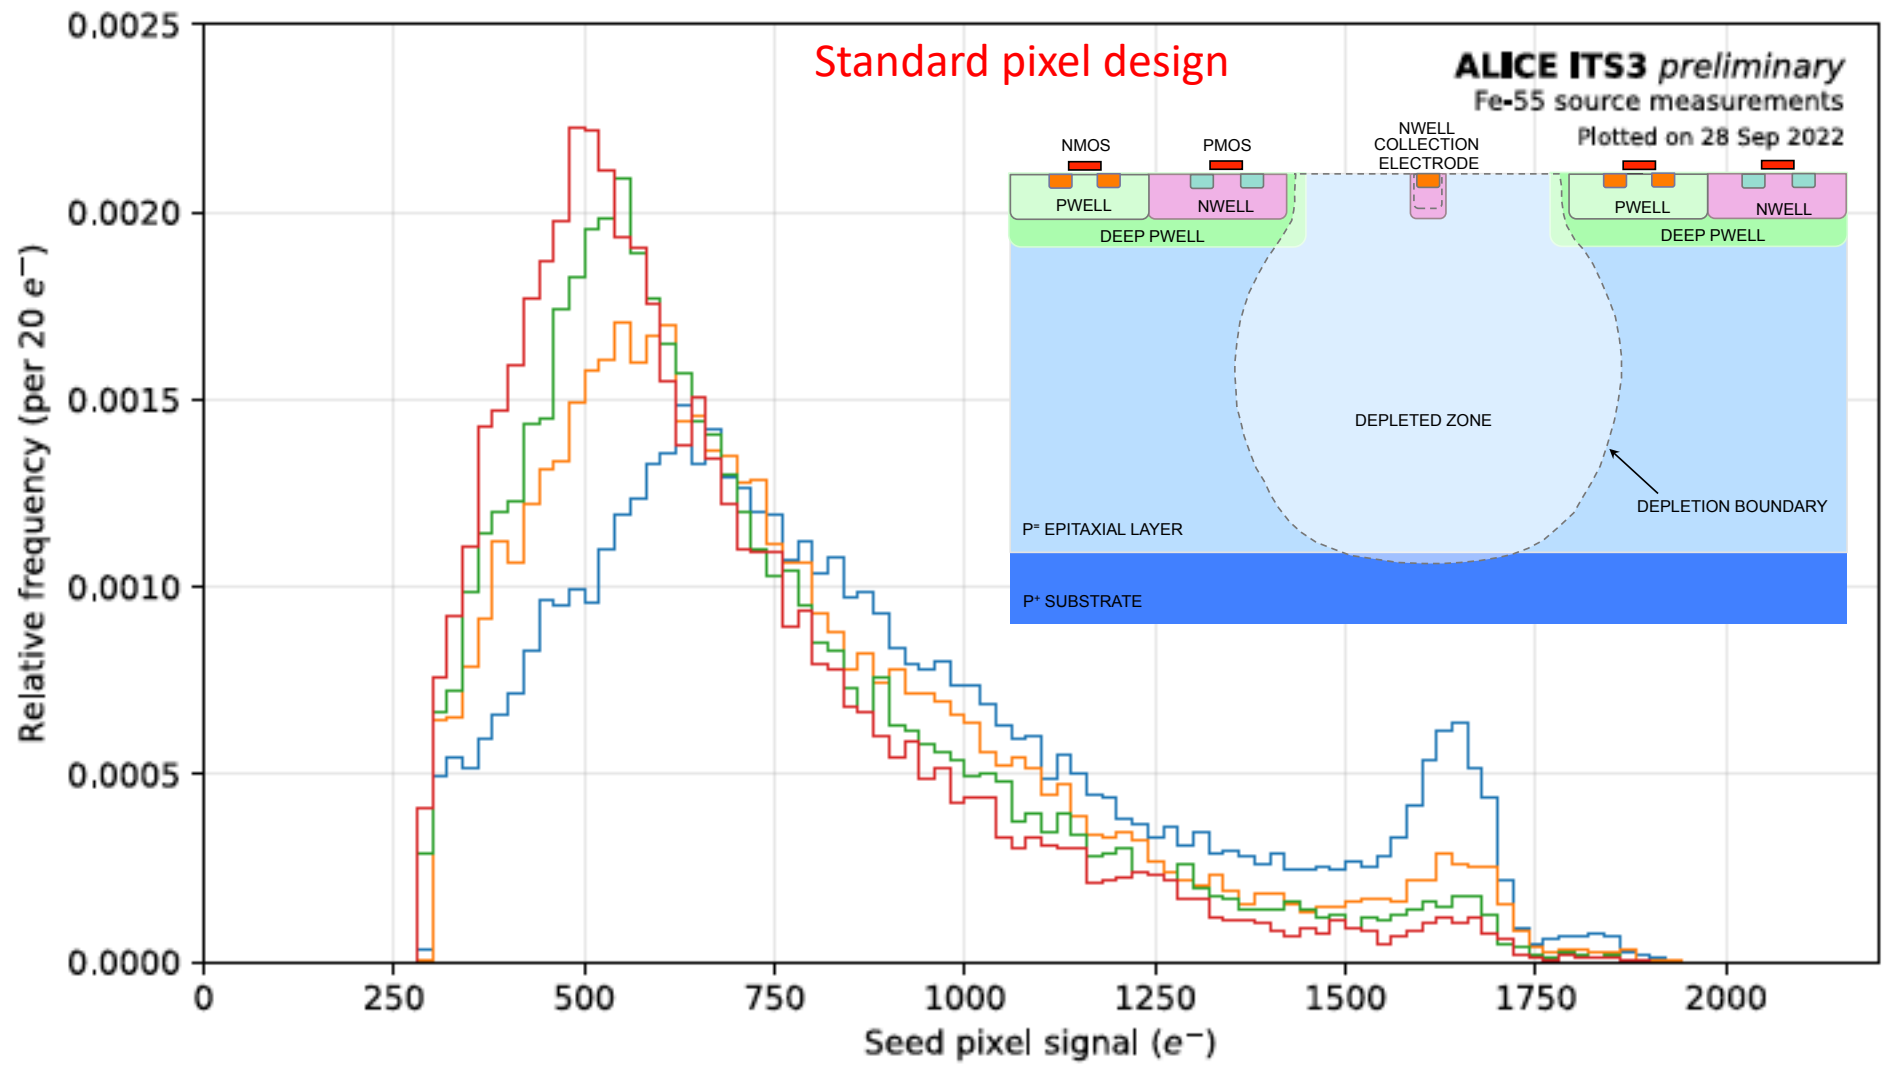 Standard pixel design
ALICE ITS3 preliminary
Fe-55 source measurements
Plotted on 28 Sep 2022
NMOS
PMOS
NWELL
COLLECTION
ELECTRODE
PWELL
NWELL
PWELL
NWELL
DEEP PWELL
DEEP PWELL
DEPLETED ZONE
DEPLETION BOUNDARY
P= EPITAXIAL LAYER
P+ SUBSTRATE
Relative frequency (per 20 e⁻)
0.0025
0.0020
0.0015
0.0010
0.0005
0.0000
0 250 500 750 1000 1250 1500 1750 2000
Seed pixel signal (e⁻)